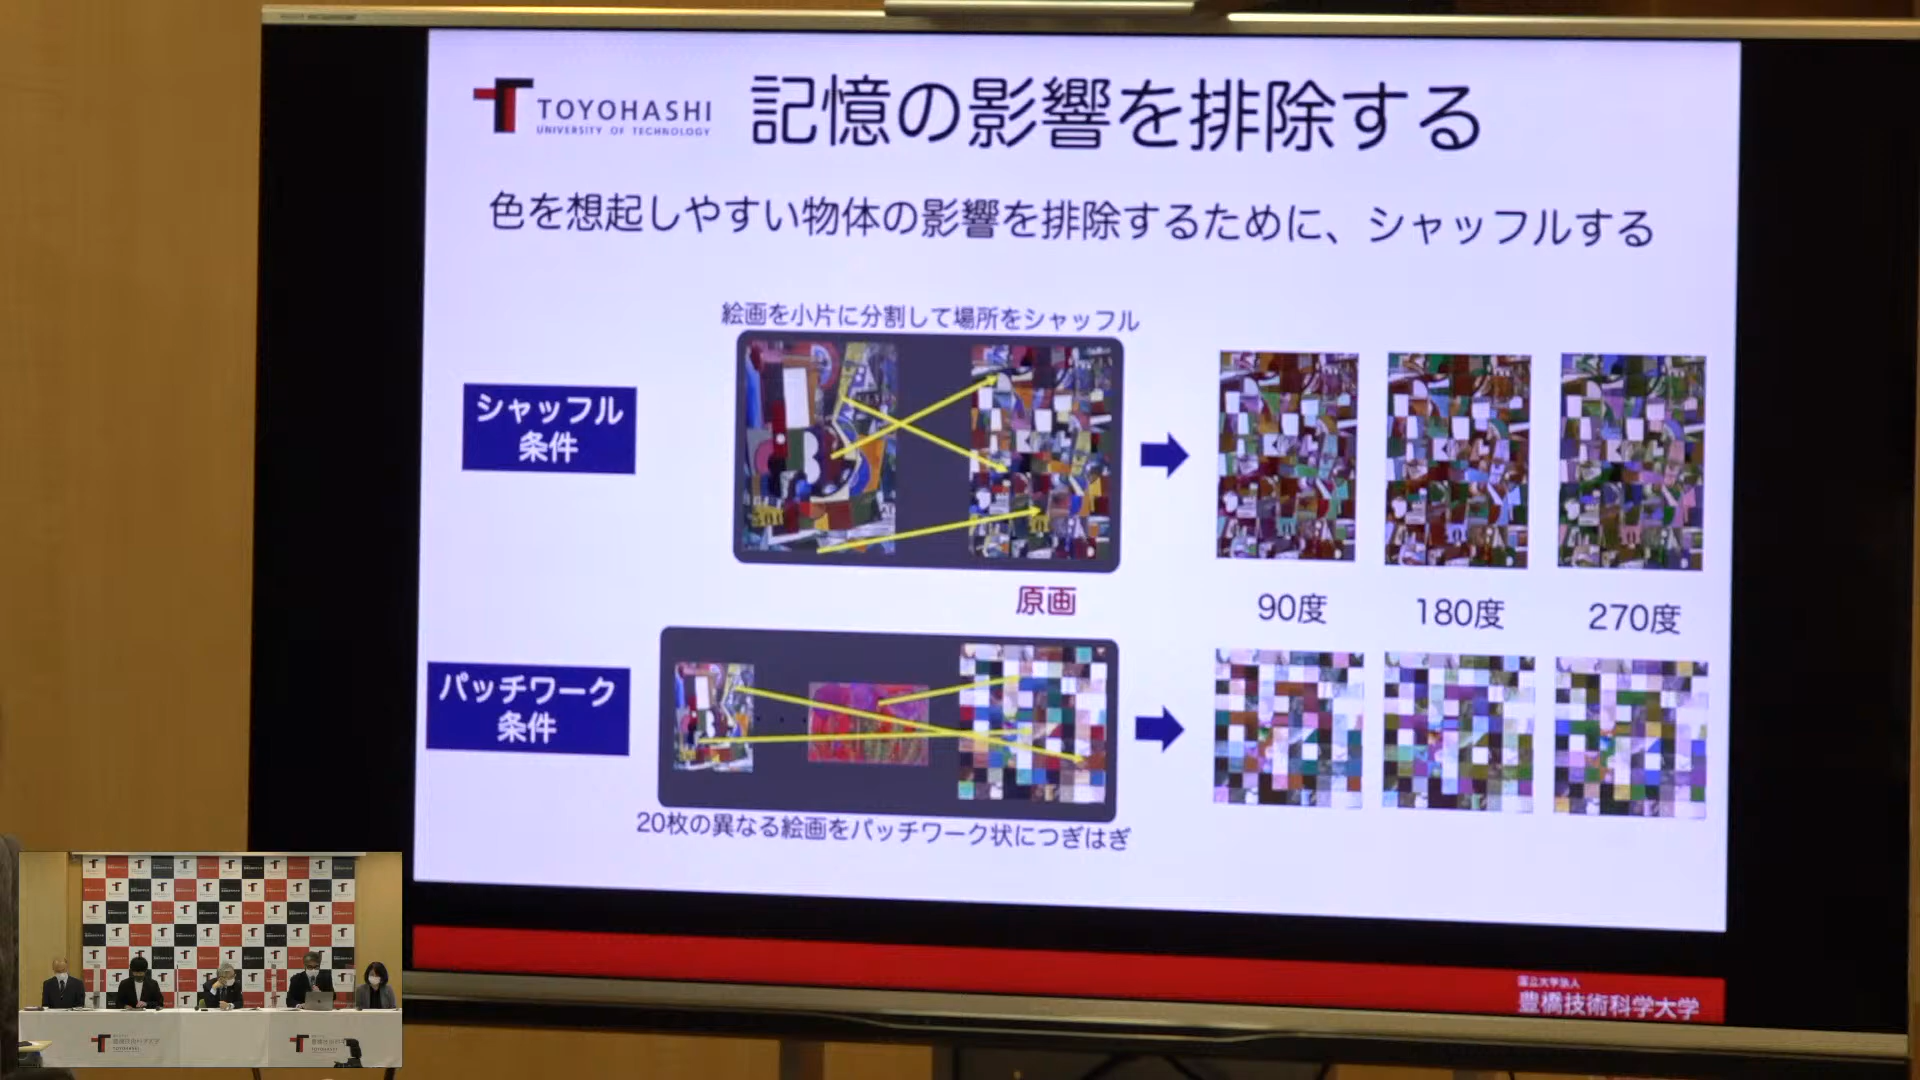 TOYOHASHI
UNIVERSITY OF TECHNOLOGY
記憶の影響を排除する
色を想起しやすい物体の影響を排除するために、シャッフルする
絵画を小片に分割して場所をシャッフル
シャッフル
条件
原画
90度
180度
270度
パッチワーク
条件
20枚の異なる絵画をパッチワーク状につぎはぎ
国立大学法人
豊橋技術科学大学